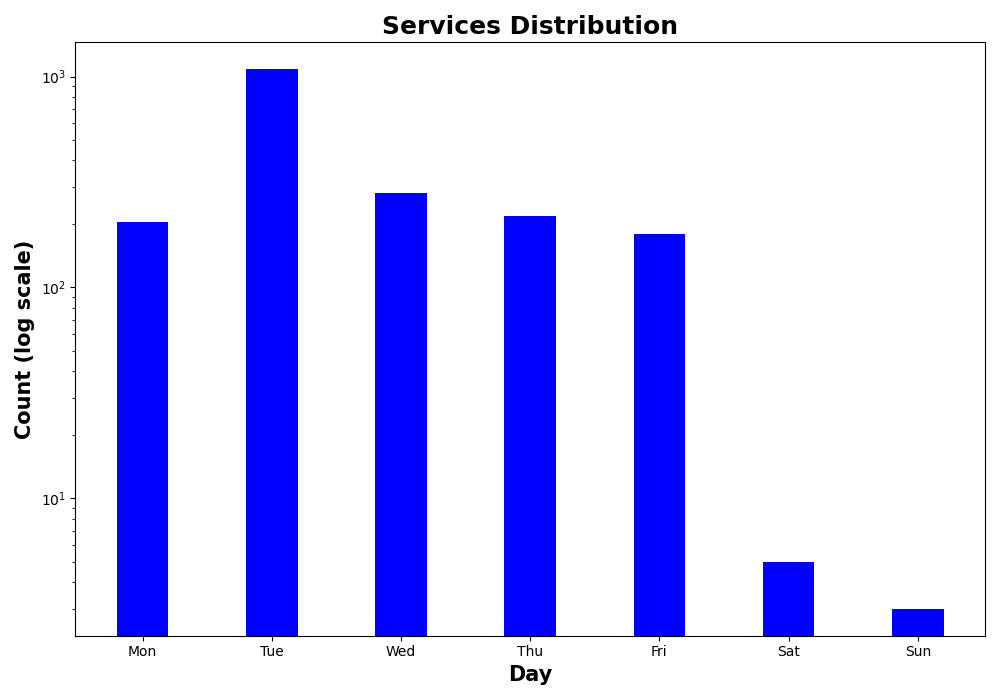 Services Distribution
Count (log scale)
10³
10²
10¹
Mon Tue Wed Thu Fri Sat Sun
Day